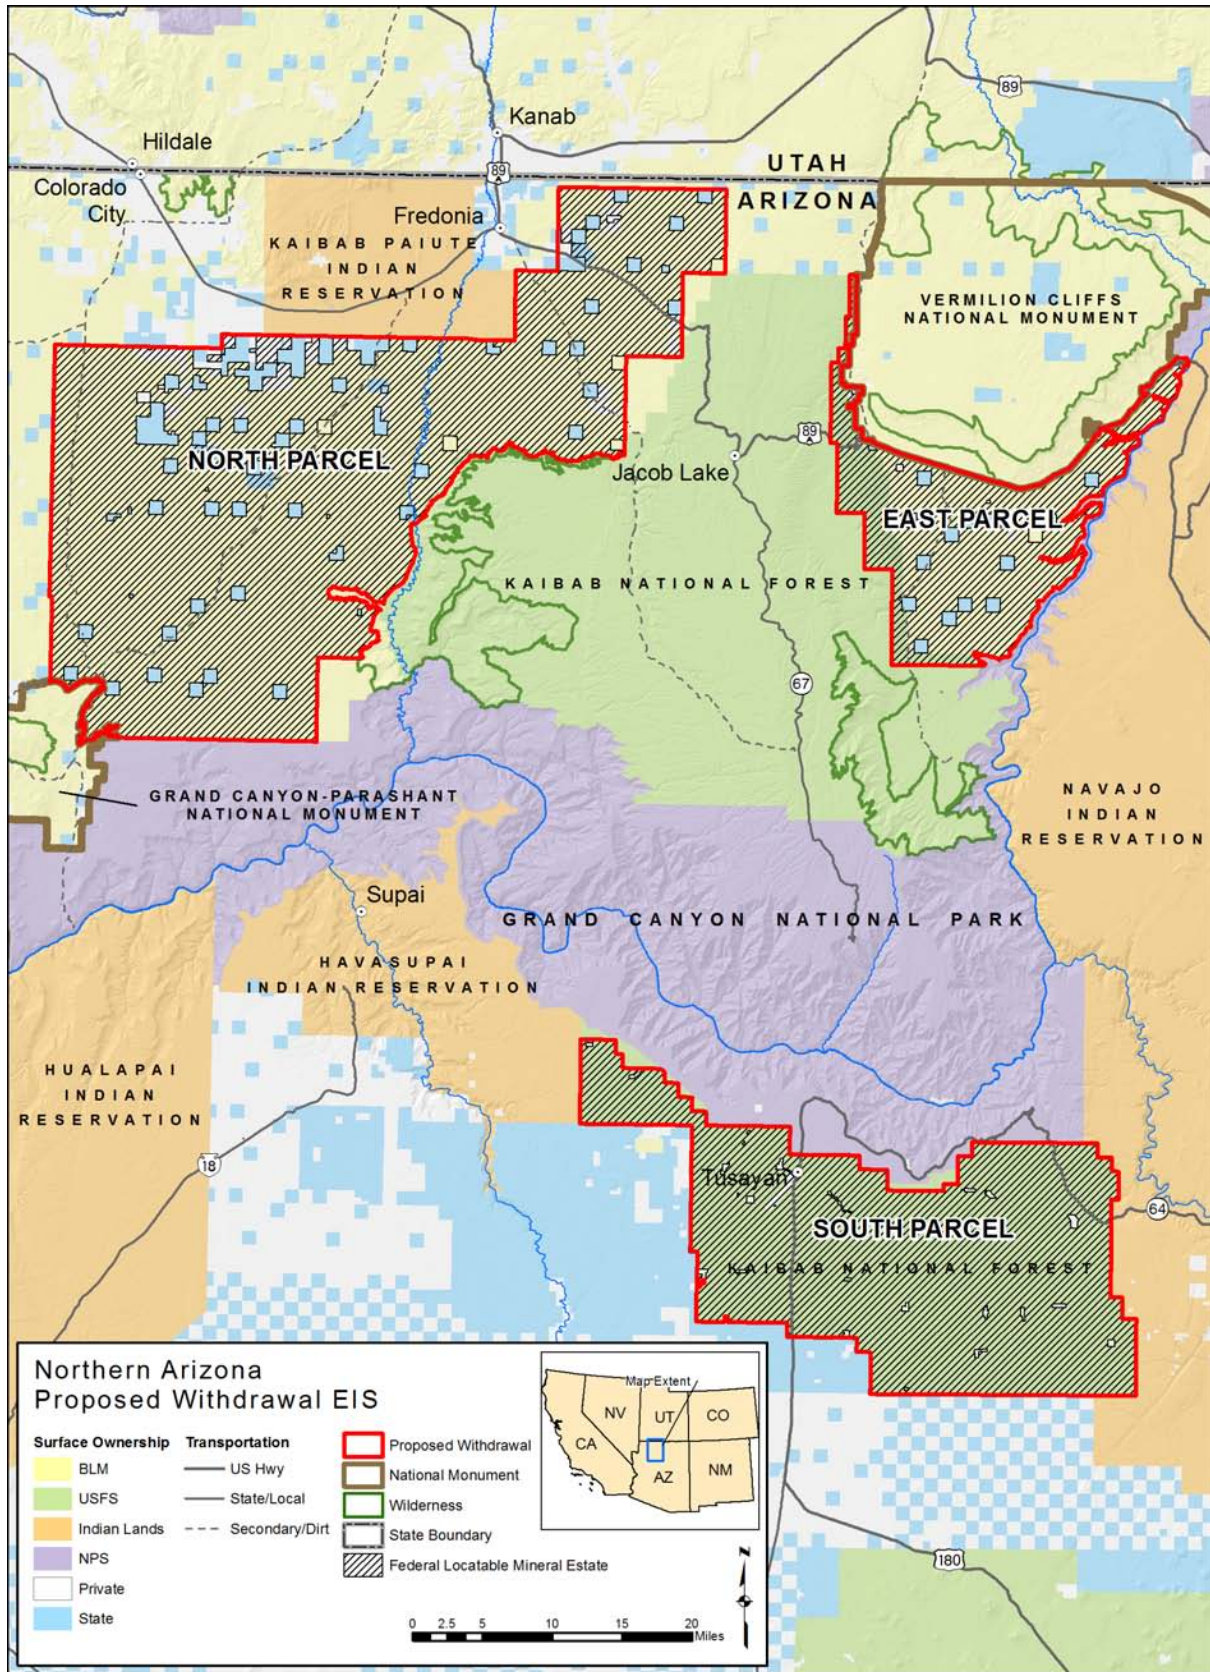 89
Kanab
Hildale
UTAH
89
ARIZONA
Colorado
City
Fredonia
KAIBAB PAIUTE
INDIAN
RESERVATION
VERMILION CLIFFS
NATIONAL MONUMENT
89
NORTH PARCEL
Jacob Lake
EAST PARCEL
KAIBAB NATIONAL FOREST
67
GRAND CANYON-PARASHANT
NATIONAL MONUMENT
NAVAJO
INDIAN
RESERVATION
Supai
GRAND CANYON NATIONAL PARK
HAVASUPAI
INDIAN RESERVATION
HUALAPAI
INDIAN
RESERVATION
18
Tusayan
64
SOUTH PARCEL
KAIBAB NATIONAL FOREST
180
Northern Arizona
Proposed Withdrawal EIS
Surface Ownership
BLM
USFS
Indian Lands
NPS
Private
State
Transportation
US Hwy
State/Local
Secondary/Dirt
Proposed Withdrawal
National Monument
Wilderness
State Boundary
Federal Locatable Mineral Estate
Map Extent
NV
UT
CO
CA
AZ
NM
N
0 2.5 5 10 15 20
Miles